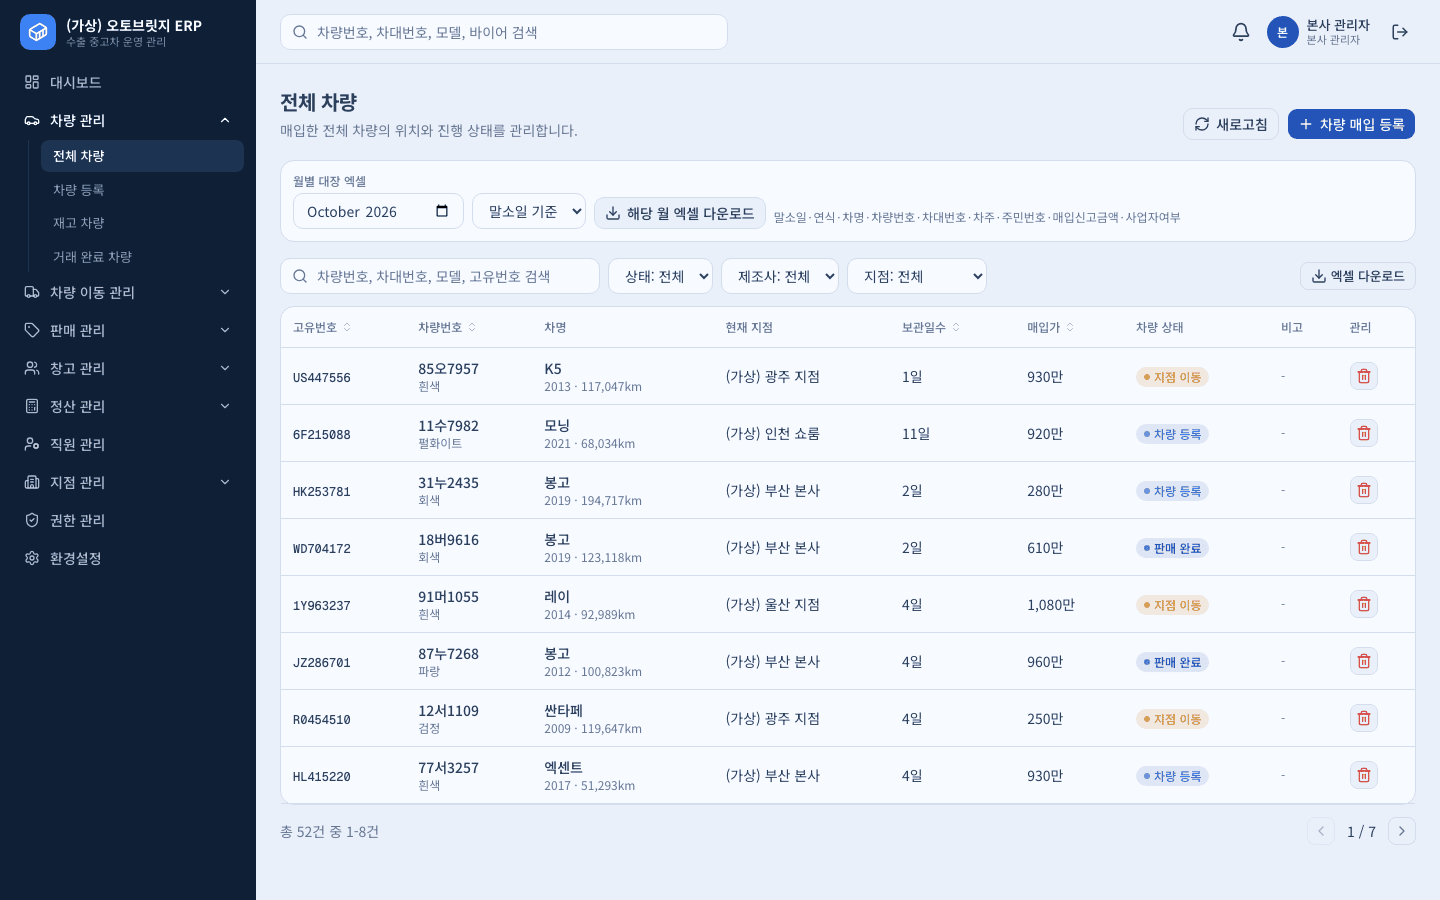 (가상) 오토브릿지 ERP
수출 중고차 운영 관리
대시보드
차량 관리
전체 차량
차량 등록
재고 차량
거래 완료 차량
차량 이동 관리
판매 관리
창고 관리
정산 관리
직원 관리
지점 관리
권한 관리
환경설정
차량번호, 차대번호, 모델, 바이어 검색
본
본사 관리자
본사 관리자
전체 차량
매입한 전체 차량의 위치와 진행 상태를 관리합니다.
새로고침
차량 매입 등록
월별 대장 엑셀
October 2026
말소일 기준
해당 월 엑셀 다운로드
말소일·연식·차명·차량번호·차대번호·차주·주민번호·매입신고금액·사업자여부
차량번호, 차대번호, 모델, 고유번호 검색
상태: 전체
제조사: 전체
지점: 전체
엑셀 다운로드
고유번호 차량번호 차명 현재 지점 보관일수 매입가 차량 상태 비고 관리
US447556 85오7957 K5 (가상) 광주 지점 1일 930만 지점 이동 -
흰색 2013 · 117,047km
6F215088 11수7982 모닝 (가상) 인천 쇼룸 11일 920만 차량 등록 -
펄화이트 2021 · 68,034km
HK253781 31누2435 봉고 (가상) 부산 본사 2일 280만 차량 등록 -
회색 2019 · 194,717km
WD704172 18버9616 봉고 (가상) 부산 본사 2일 610만 판매 완료 -
회색 2019 · 123,118km
1Y963237 91머1055 레이 (가상) 울산 지점 4일 1,080만 지점 이동 -
흰색 2014 · 92,989km
JZ286701 87누7268 봉고 (가상) 부산 본사 4일 960만 판매 완료 -
파랑 2012 · 100,823km
R0454510 12서1109 싼타페 (가상) 광주 지점 4일 250만 지점 이동 -
검정 2009 · 119,647km
HL415220 77서3257 엑센트 (가상) 부산 본사 4일 930만 차량 등록 -
흰색 2017 · 51,293km
총 52건 중 1-8건
1 / 7